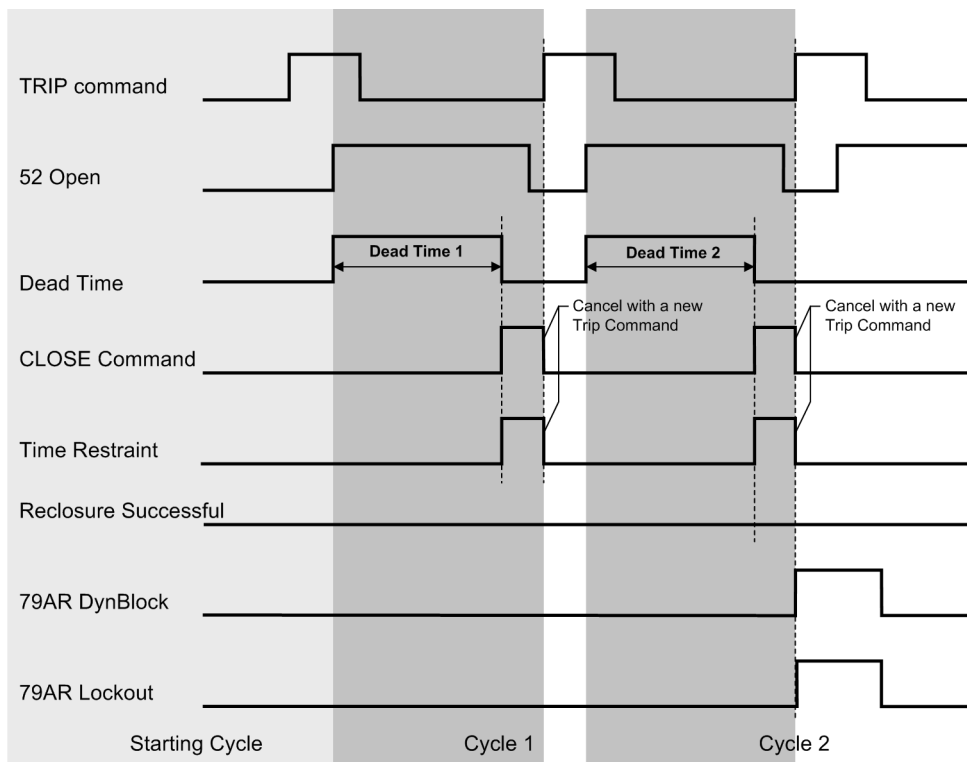 TRIP command
52 Open
Dead Time 1
Dead Time 2
Dead Time
Cancel with a new
Trip Command
Cancel with a new
Trip Command
CLOSE Command
Time Restraint
Reclosure Successful
79AR DynBlock
79AR Lockout
Starting Cycle
Cycle 1
Cycle 2